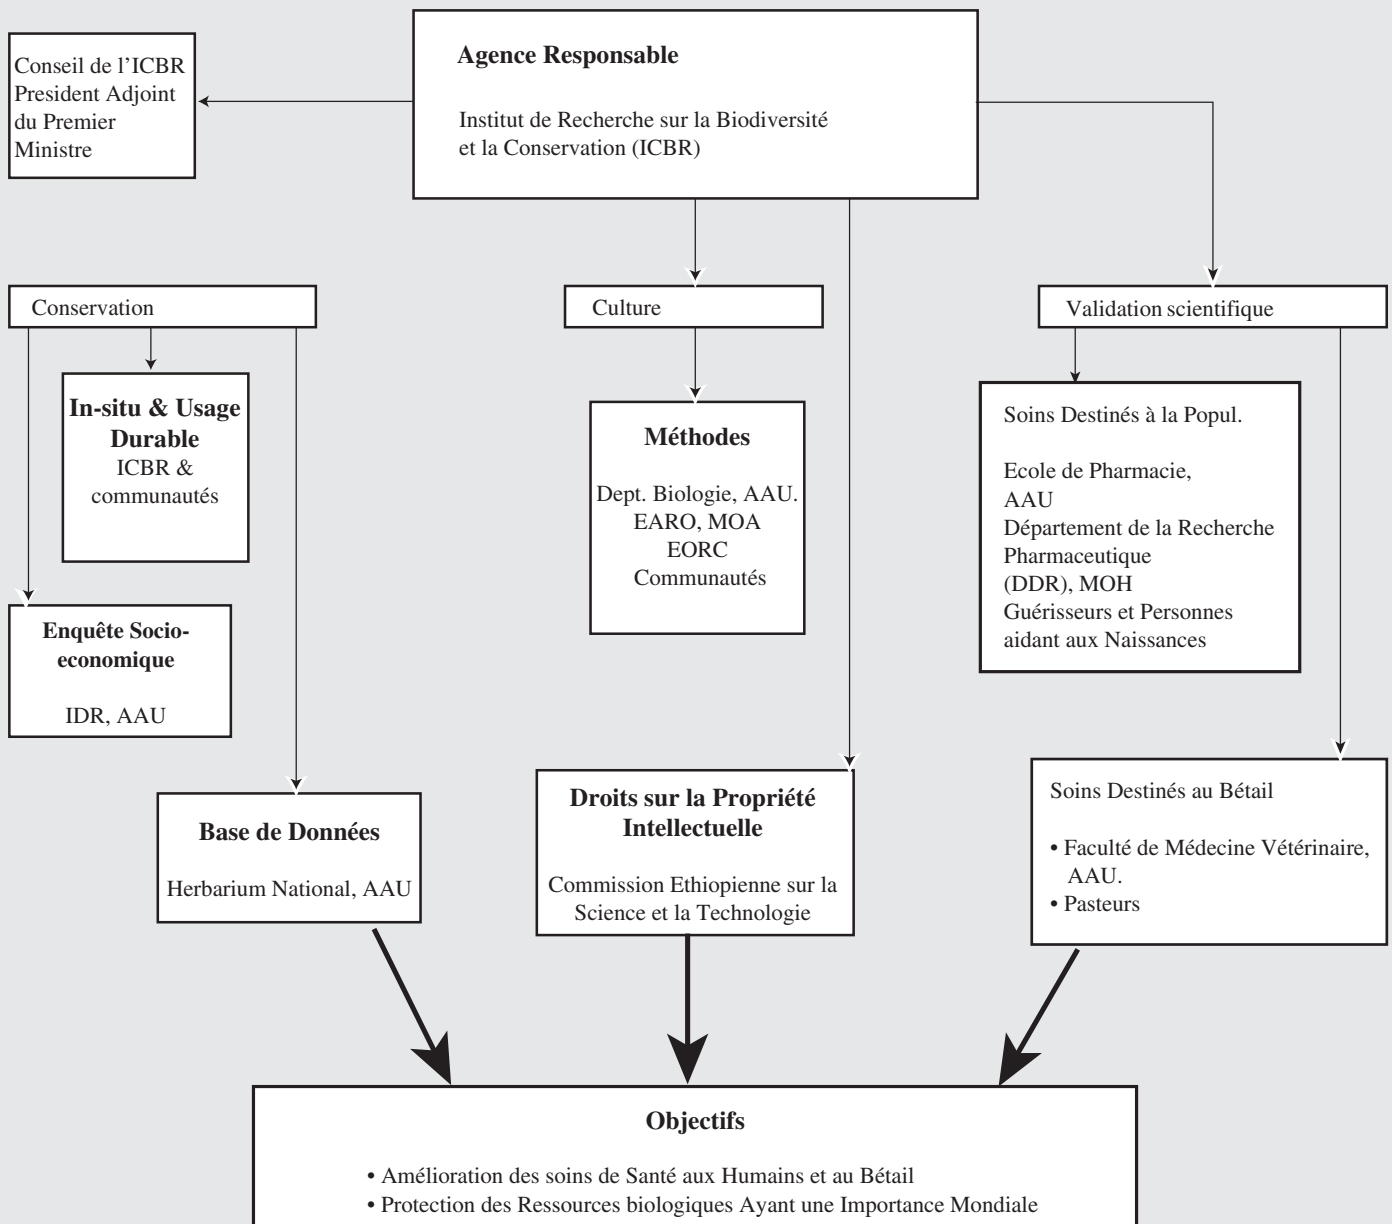 Conseil de l’ICBR
President Adjoint
du Premier
Ministre
Agence Responsable
Institut de Recherche sur la Biodiversité
et la Conservation (ICBR)
Conservation
Culture
Validation scientifique
In-situ & Usage
Durable
ICBR &
communautés
Méthodes
Dept. Biologie, AAU.
EARO, MOA
EORC
Communautés
Soins Destinés à la Popul.
Ecole de Pharmacie,
AAU
Département de la Recherche
Pharmaceutique
(DDR), MOH
Guérisseurs et Personnes
aidant aux Naissances
Enquête Socio-
economique
IDR, AAU
Base de Données
Herbarium National, AAU
Droits sur la Propriété
Intellectuelle
Commission Ethiopienne sur la
Science et la Technologie
Soins Destinés au Bétail
• Faculté de Médecine Vétérinaire,
AAU.
• Pasteurs
Objectifs
• Amélioration des soins de Santé aux Humains et au Bétail
• Protection des Ressources biologiques Ayant une Importance Mondiale